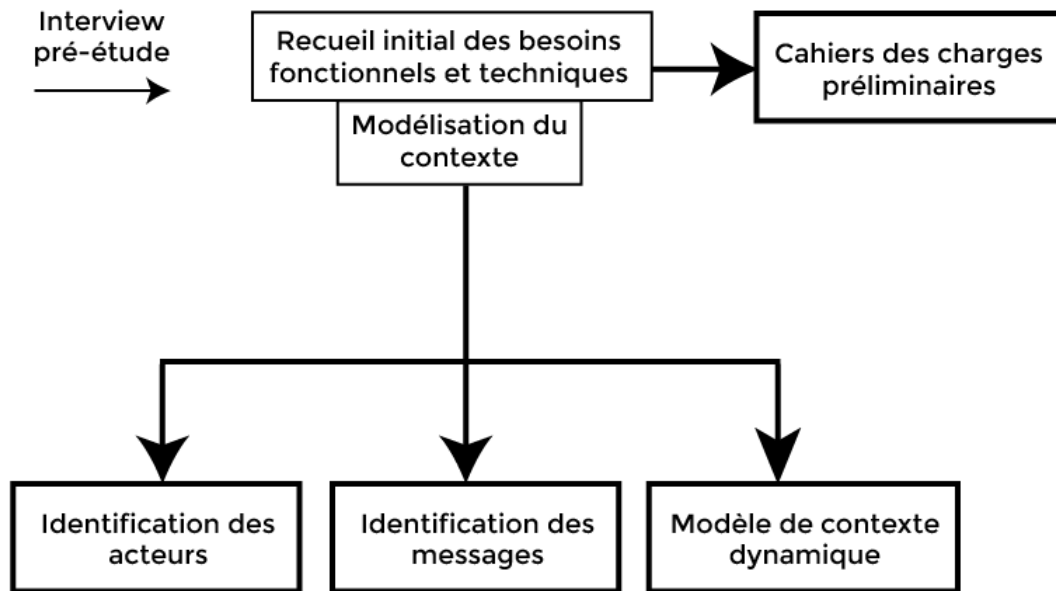 Interview
pré-étude
Recueil initial des besoins
fonctionnels et techniques
Cahiers des charges
préliminaires
Modélisation du
contexte
Identification des
acteurs
Identification des
messages
Modèle de contexte
dynamique